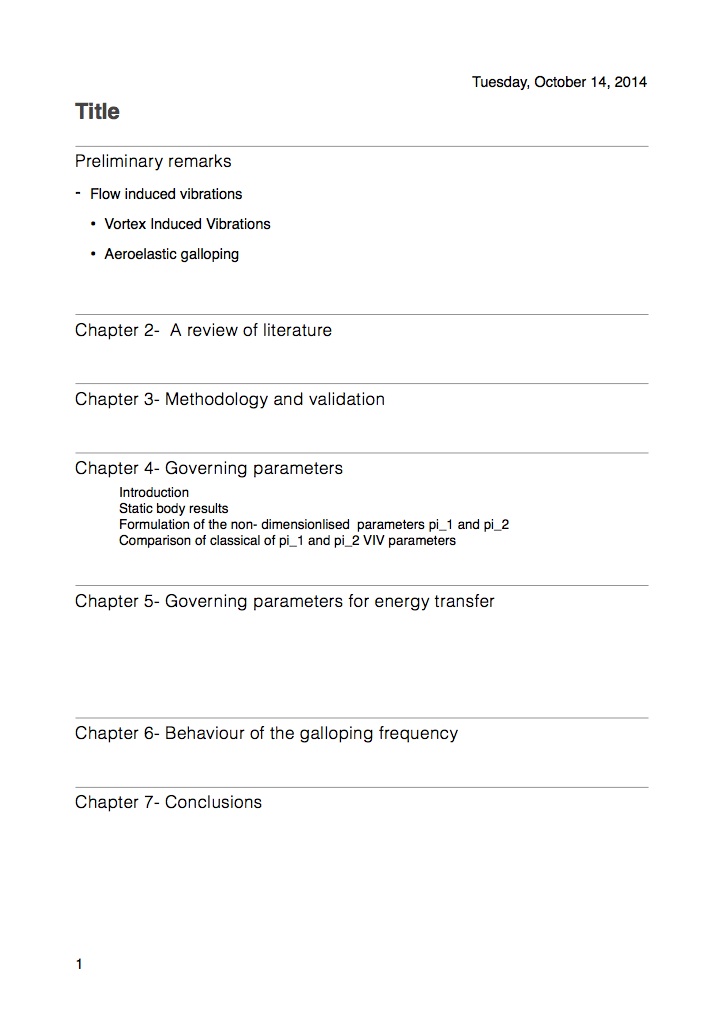 Tuesday, October 14, 2014
Title
Preliminary remarks
- Flow induced vibrations
• Vortex Induced Vibrations
• Aeroelastic galloping
Chapter 2-  A review of literature
Chapter 3- Methodology and validation
Chapter 4- Governing parameters
Introduction
Static body results
Formulation of the non- dimensionlised  parameters pi_1 and pi_2
Comparison of classical of pi_1 and pi_2 VIV parameters
Chapter 5- Governing parameters for energy transfer
Chapter 6- Behaviour of the galloping frequency
Chapter 7- Conclusions
1